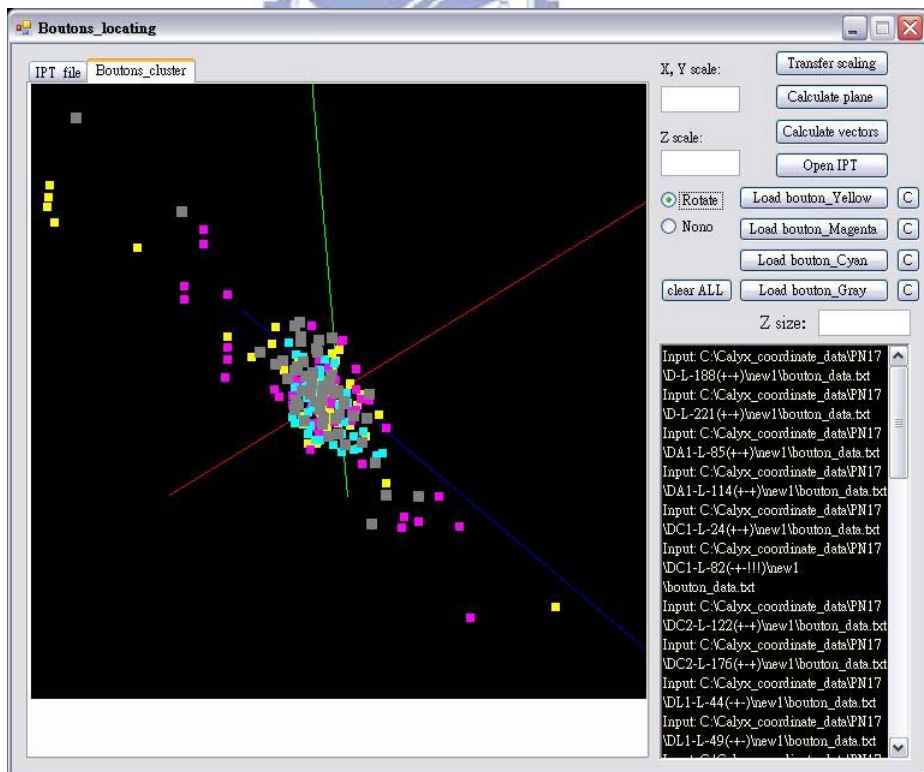 Boutons_locating
IPT file
Boutons_cluster
X, Y scale:
Transfer scaling
Calculate plane
Z scale:
Calculate vectors
Open IPT
Rotate
Load bouton_Yellow
C
Nono
Load bouton_Magenta
C
Load bouton_Cyan
C
clear ALL
Load bouton_Gray
C
Z size:
Input: C:\Calyx_coordinate_data\PN17
\D-L-188(+-+)\new1\bouton_data.txt
Input: C:\Calyx_coordinate_data\PN17
\D-L-221(+-+)\new1\bouton_data.txt
Input: C:\Calyx_coordinate_data\PN17
\DA1-L-85(+-+)\new1\bouton_data.txt
Input: C:\Calyx_coordinate_data\PN17
\DA1-L-114(+-+)\new1\bouton_data.txt
Input: C:\Calyx_coordinate_data\PN17
\DC1-L-24(+-+)\new1\bouton_data.txt
Input: C:\Calyx_coordinate_data\PN17
\DC1-L-82(-+-!!!)\new1
\bouton_data.txt
Input: C:\Calyx_coordinate_data\PN17
\DC2-L-122(+-+)\new1\bouton_data.txt
Input: C:\Calyx_coordinate_data\PN17
\DC2-L-176(+-+)\new1\bouton_data.txt
Input: C:\Calyx_coordinate_data\PN17
\DL1-L-44(+-+)\new1\bouton_data.txt
Input: C:\Calyx_coordinate_data\PN17
\DL1-L-49(-+-)\new1\bouton_data.txt